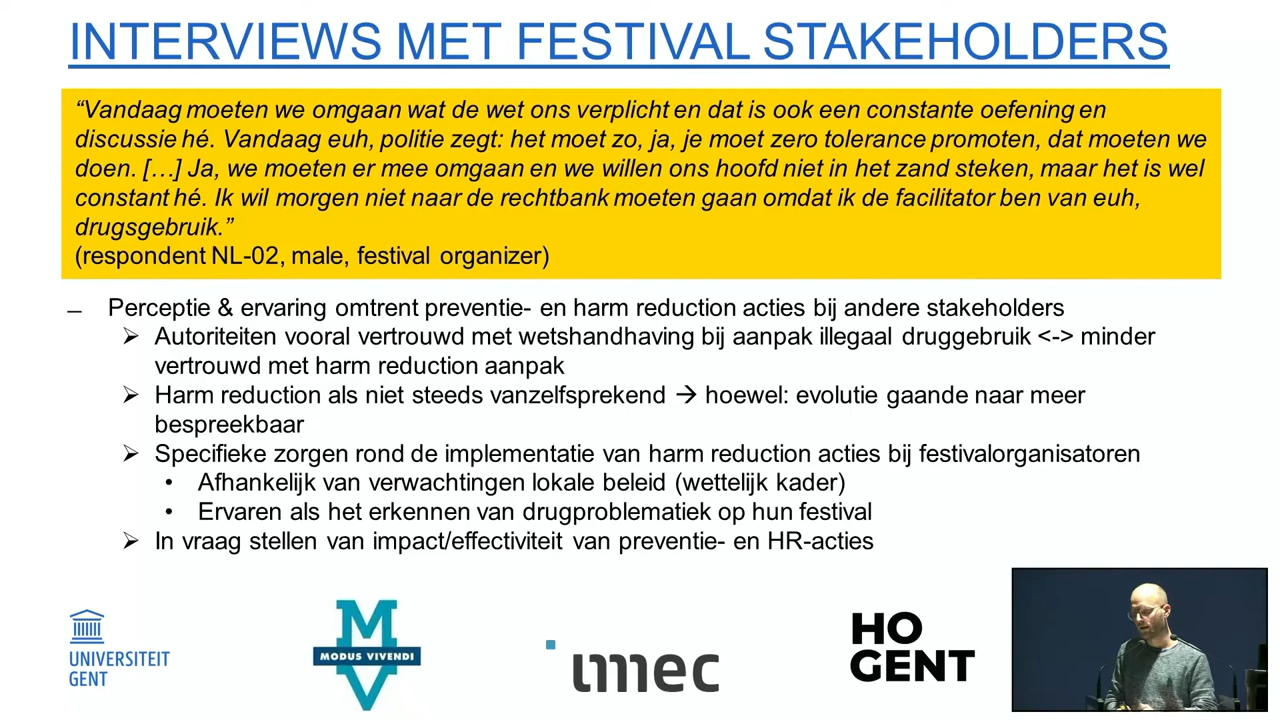 INTERVIEWS MET FESTIVAL STAKEHOLDERS
“Vandaag moeten we omgaan wat de wet ons verplicht en dat is ook een constante oefening en
discussie hé. Vandaag euh, politie zegt: het moet zo, ja, je moet zero tolerance promoten, dat moeten we
doen. […] Ja, we moeten er mee omgaan en we willen ons hoofd niet in het zand steken, maar het is wel
constant hé. Ik wil morgen niet naar de rechtbank moeten gaan omdat ik de facilitator ben van euh,
drugsgebruik.”
(respondent NL-02, male, festival organizer)
– Perceptie & ervaring omtrent preventie- en harm reduction acties bij andere stakeholders
➢ Autoriteiten vooral vertrouwd met wetshandhaving bij aanpak illegaal druggebruik <-> minder
vertrouwd met harm reduction aanpak
➢ Harm reduction als niet steeds vanzelfsprekend → hoewel: evolutie gaande naar meer
bespreekbaar
➢ Specifieke zorgen rond de implementatie van harm reduction acties bij festivalorganisatoren
• Afhankelijk van verwachtingen lokale beleid (wettelijk kader)
• Ervaren als het erkennen van drugproblematiek op hun festival
➢ In vraag stellen van impact/effectiviteit van preventie- en HR-acties
UNIVERSITEIT
GENT
M
MODUS VIVENDI
V
imec
HO
GENT